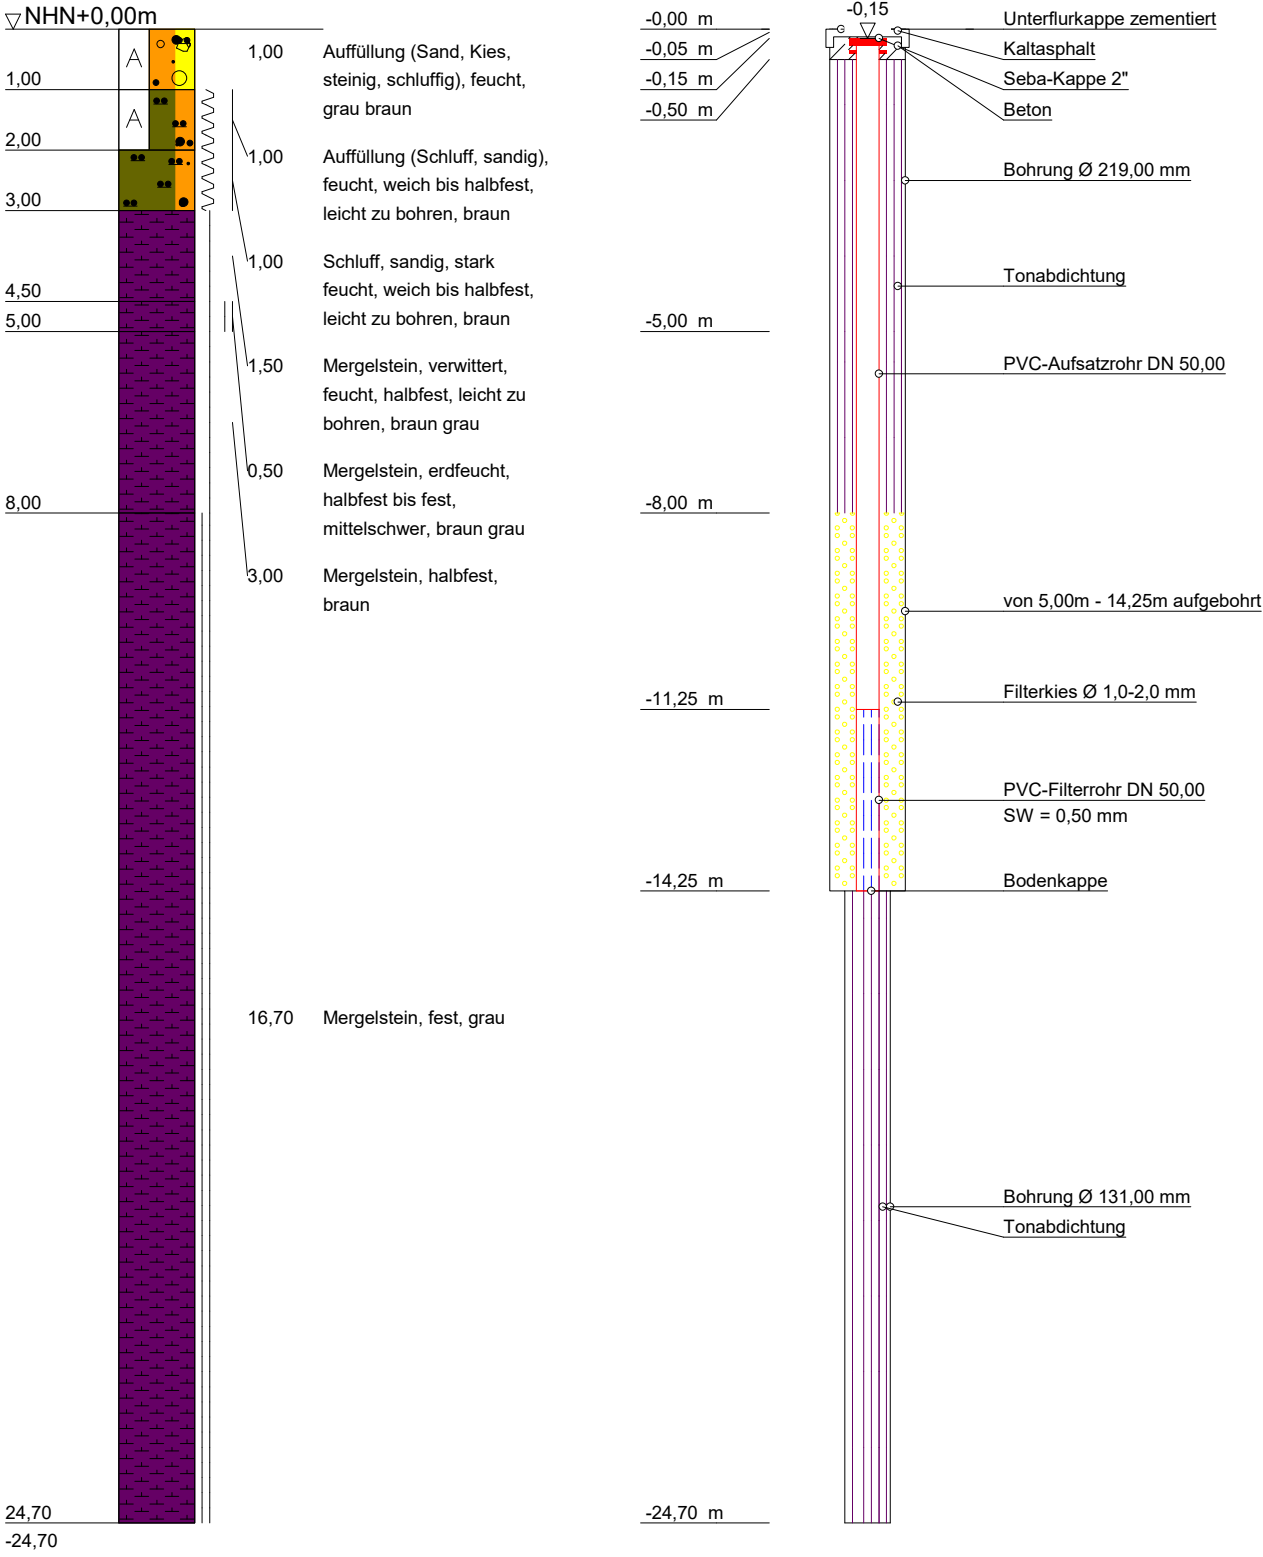 NHN+0,00m
1,00
2,00
3,00
4,50
5,00
8,00
24,70
-24,70
A
A
1,00 Auffüllung (Sand, Kies,
steinig, schluffig), feucht,
grau braun
1,00 Auffüllung (Schluff, sandig),
feucht, weich bis halbfest,
leicht zu bohren, braun
1,00 Schluff, sandig, stark
feucht, weich bis halbfest,
leicht zu bohren, braun
1,50 Mergelstein, verwittert,
feucht, halbfest, leicht zu
bohren, braun grau
0,50 Mergelstein, erdfeucht,
halbfest bis fest,
mittelschwer, braun grau
3,00 Mergelstein, halbfest,
braun
16,70 Mergelstein, fest, grau
-0,00 m
-0,05 m
-0,15 m
-0,50 m
-5,00 m
-8,00 m
-11,25 m
-14,25 m
-24,70 m
-0,15
Unterflurkappe zementiert
Kaltasphalt
Seba-Kappe 2"
Beton
Bohrung Ø 219,00 mm
Tonabdichtung
PVC-Aufsatzrohr DN 50,00
von 5,00m - 14,25m aufgebohrt
Filterkies Ø 1,0-2,0 mm
PVC-Filterrohr DN 50,00
SW = 0,50 mm
Bodenkappe
Bohrung Ø 131,00 mm
Tonabdichtung